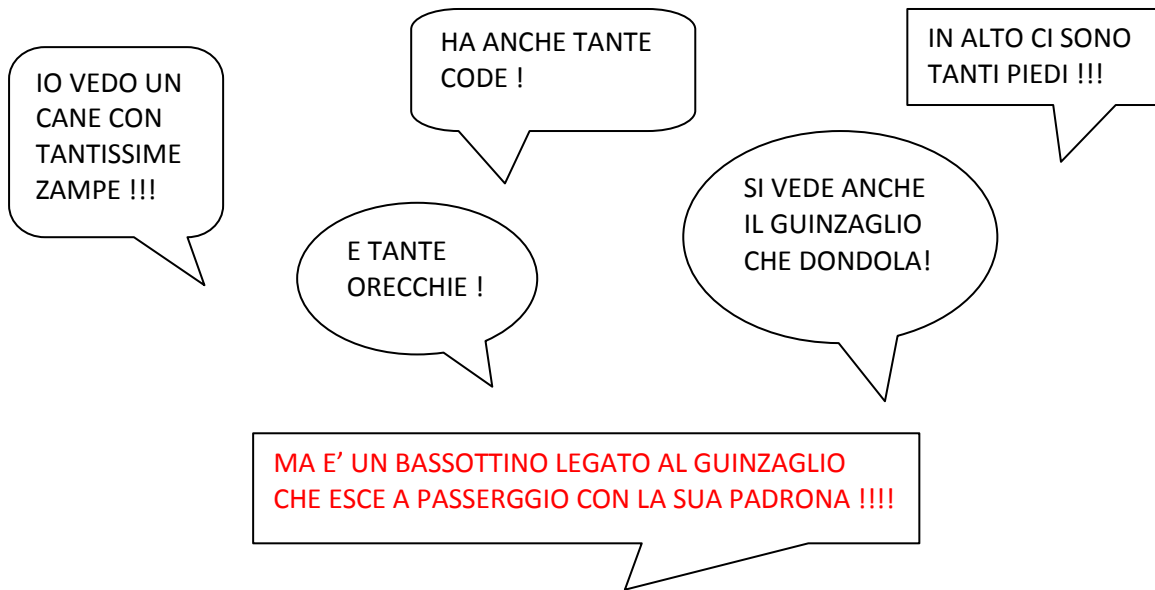 IO VEDO UN
CANE CON
TANTISSIME
ZAMPE !!!
HA ANCHE TANTE
CODE !
IN ALTO CI SONO
TANTI PIEDI !!!
E TANTE
ORECCHIE !
SI VEDE ANCHE
IL GUINZAGLIO
CHE DONDOLA!
MA E’ UN BASSOTTINO LEGATO AL GUINZAGLIO
CHE ESCE A PASSERGGIO CON LA SUA PADRONA !!!!